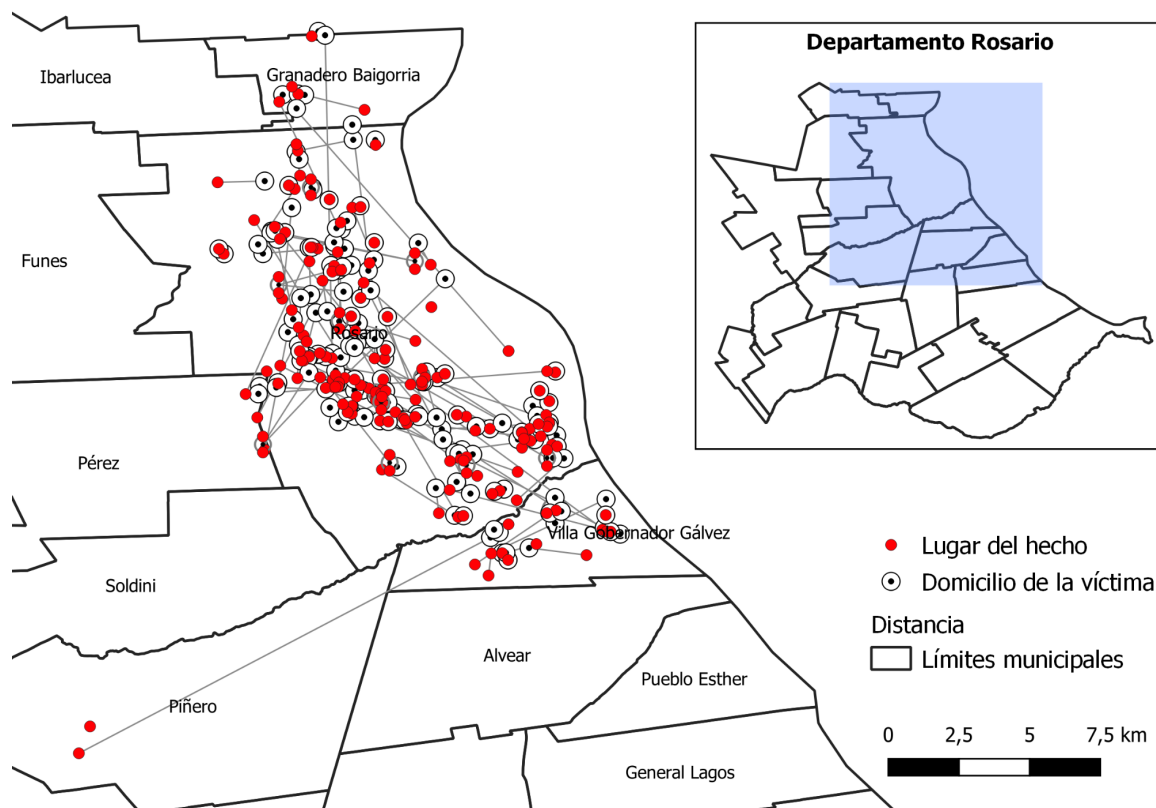 Departamento Rosario
Ibarlucea
Granadero Baigorria
Funes
Rosario
Pérez
Villa Gobernador Gálvez
Soldini
Alvear
Pueblo Esther
Piñero
General Lagos
Lugar del hecho
Domicilio de la víctima
Distancia
Límites municipales
0 2,5 5 7,5 km